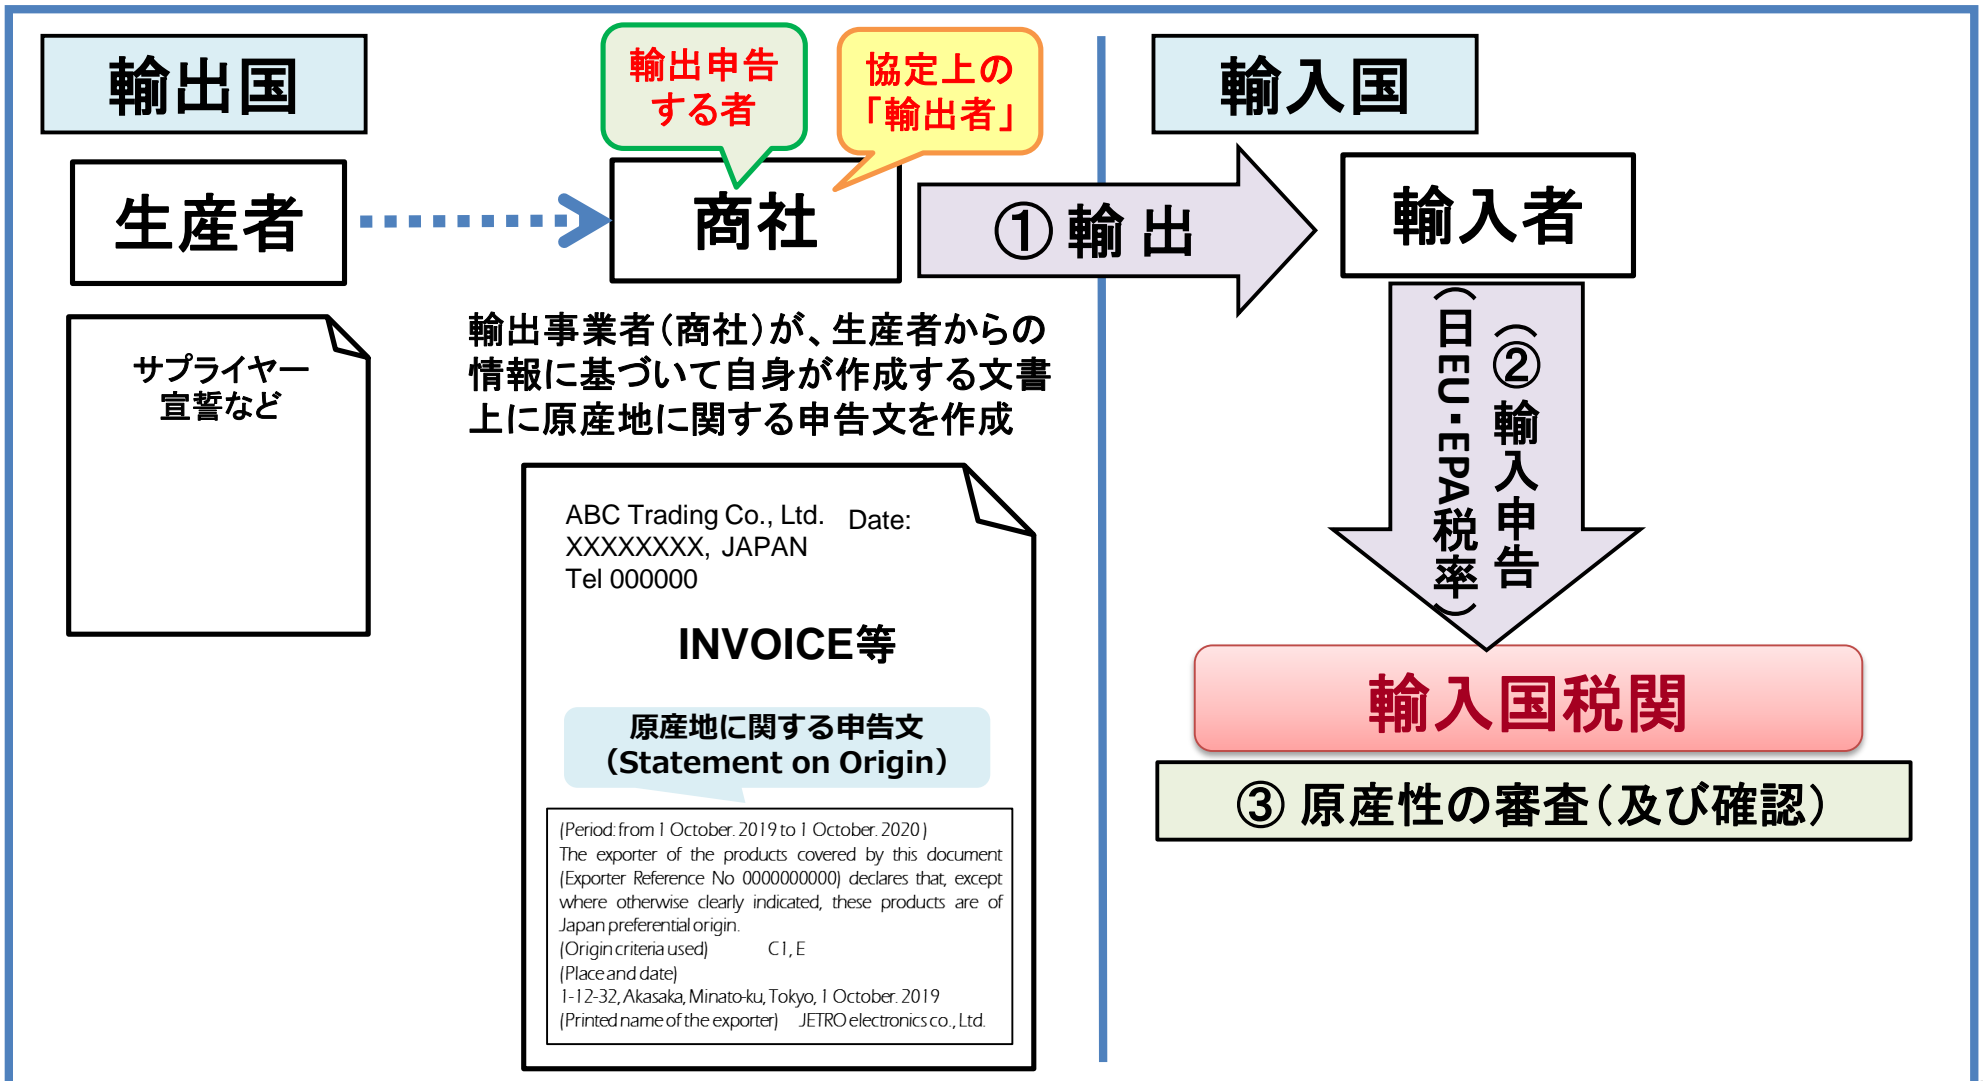 輸出国
輸出申告
する者
協定上の
「輸出者」
輸入国
生産者
商社
①輸出
輸入者
サプライヤー
宣誓など
輸出事業者(商社)が、生産者からの
情報に基づいて自身が作成する文書
上に原産地に関する申告文を作成
ABC Trading Co., Ltd. Date:
XXXXXXXX, JAPAN
Tel 000000
INVOICE等
原産地に関する申告文
(Statement on Origin)
(Period: from 1 October. 2019 to 1 October. 2020)
The exporter of the products covered by this document
(Exporter Reference No 0000000000) declares that, except
where otherwise clearly indicated, these products are of
Japan preferential origin.
(Origin criteria used) C1, E
(Place and date)
1-12-32, Akasaka, Minato-ku, Tokyo, 1 October. 2019
(Printed name of the exporter) JETRO electronics co., Ltd.
(②輸入申告
(日EU・EPA税率)
輸入国税関
③ 原産性の審査(及び確認)